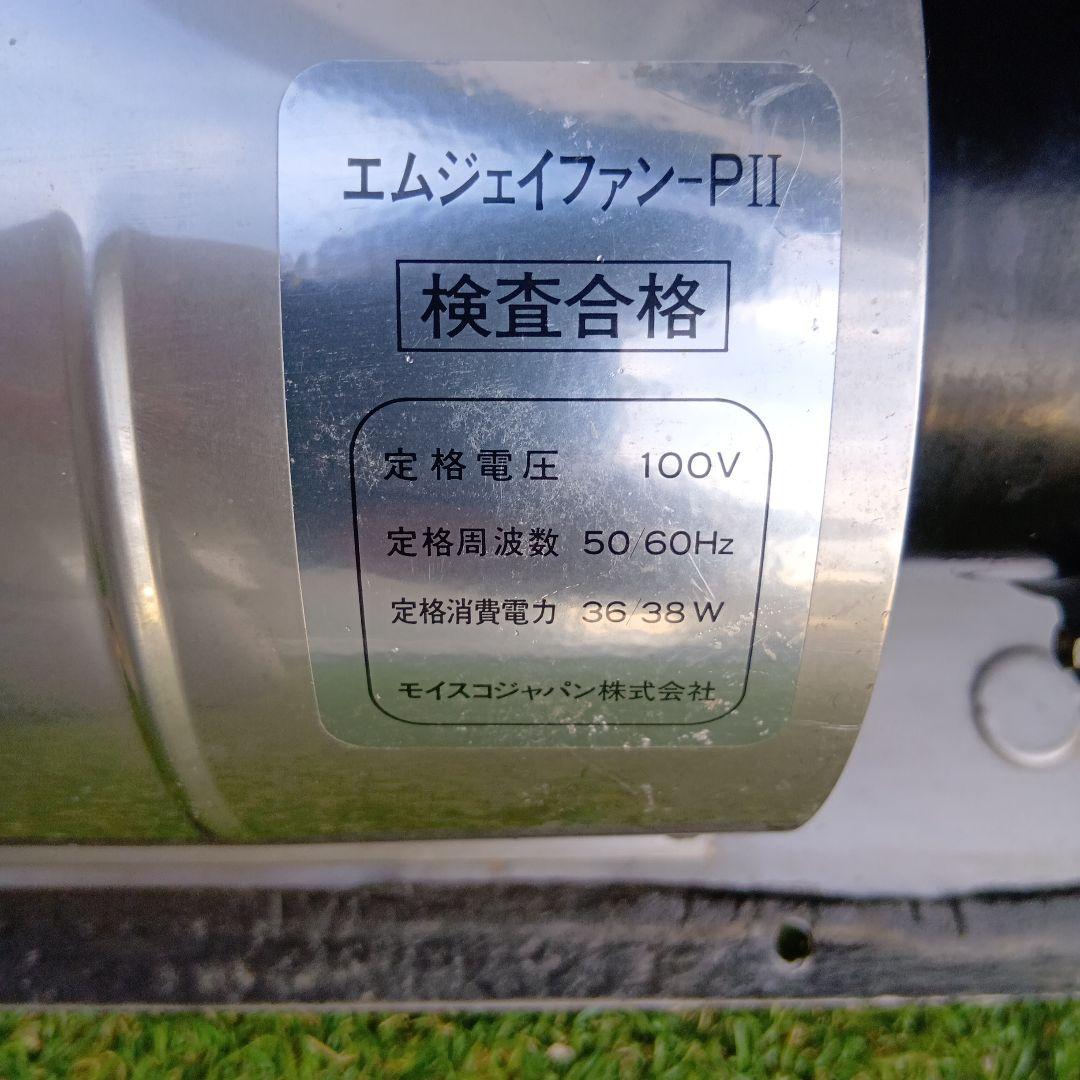 エムジェイファン-PII
検査合格
定格電圧 100V
定格周波数 50/60Hz
定格消費電力 36/38W
モイスコジャパン株式会社